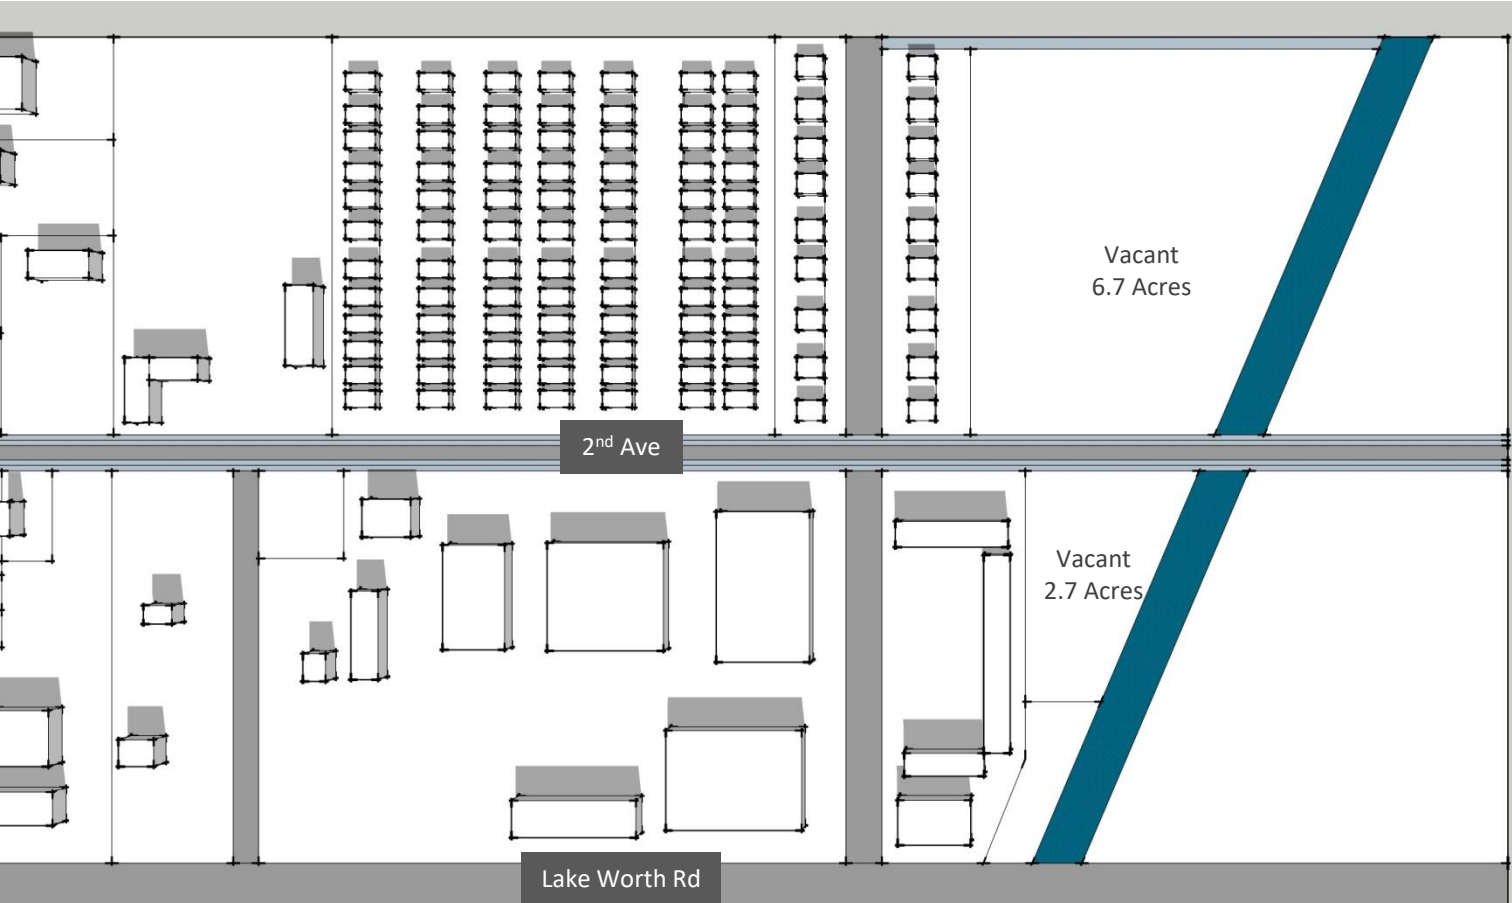 Vacant
6.7 Acres
2nd Ave
Vacant
2.7 Acres
Lake Worth Rd